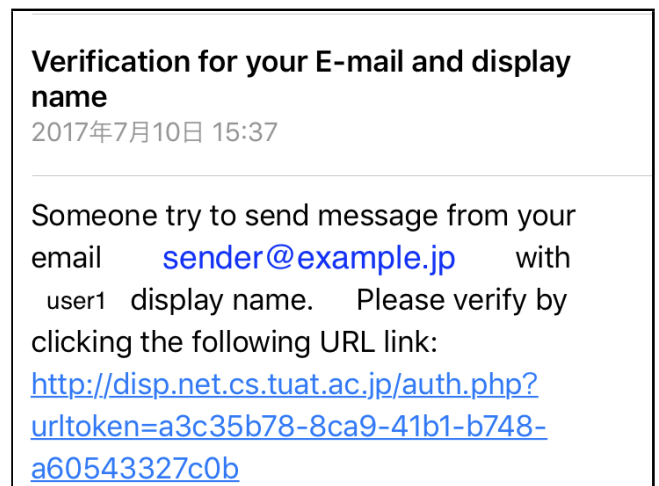 Verification for your E-mail and display
name
2017年7月10日 15:37
Someone try to send message from your
email sender@example.jp with
user1 display name. Please verify by
clicking the following URL link:
http://disp.net.cs.tuat.ac.jp/auth.php?
urltoken=a3c35b78-8ca9-41b1-b748-
a60543327c0b